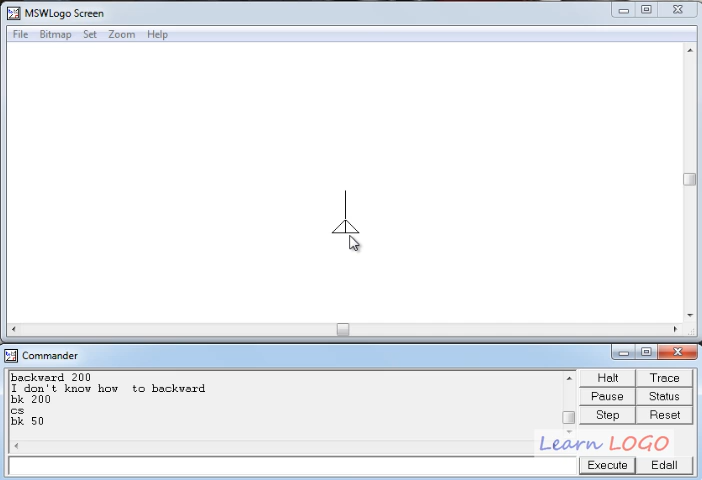 MSWLogo Screen
File Bitmap Set Zoom Help
Commander
backward 200
I don't know how  to backward
bk 200
cs
bk 50
Halt Trace
Pause Status
Step Reset
Learn LOGO
Execute Edall